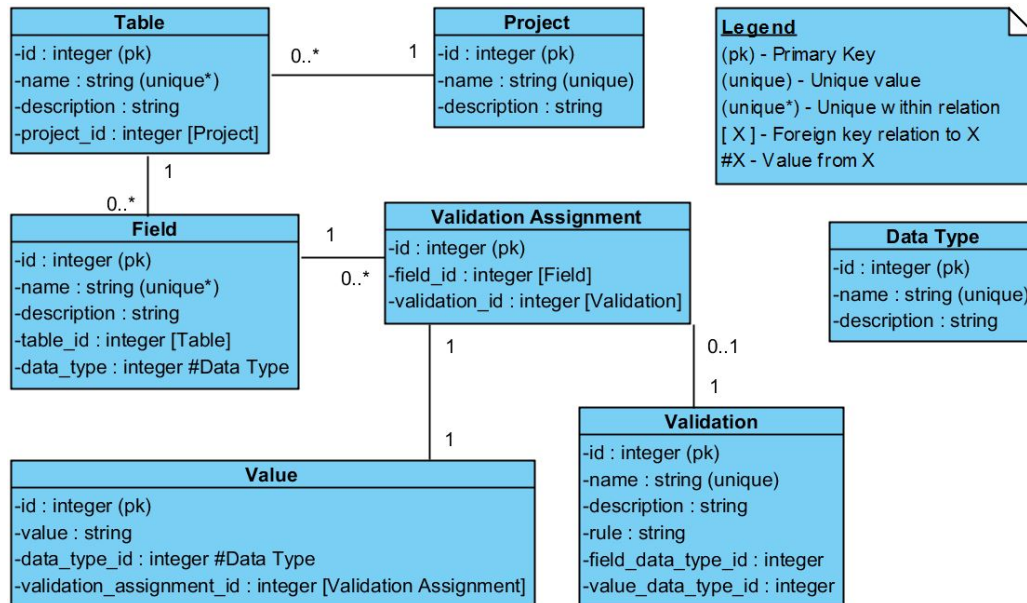 Table
-id : integer (pk)
-name : string (unique*)
-description : string
-project_id : integer [Project]
0..*
1
Project
-id : integer (pk)
-name : string (unique)
-description : string
Legend
(pk) - Primary Key
(unique) - Unique value
(unique*) - Unique within relation
[ X ] - Foreign key relation to X
#X - Value from X
1
0..*
Field
-id : integer (pk)
-name : string (unique*)
-description : string
-table_id : integer [Table]
-data_type : integer #Data Type
1
0..*
Validation Assignment
-id : integer (pk)
-field_id : integer [Field]
-validation_id : integer [Validation]
Data Type
-id : integer (pk)
-name : string (unique)
-description : string
1
1
0..1
1
Value
-id : integer (pk)
-value : string
-data_type_id : integer #Data Type
-validation_assignment_id : integer [Validation Assignment]
Validation
-id : integer (pk)
-name : string (unique)
-description : string
-rule : string
-field_data_type_id : integer
-value_data_type_id : integer